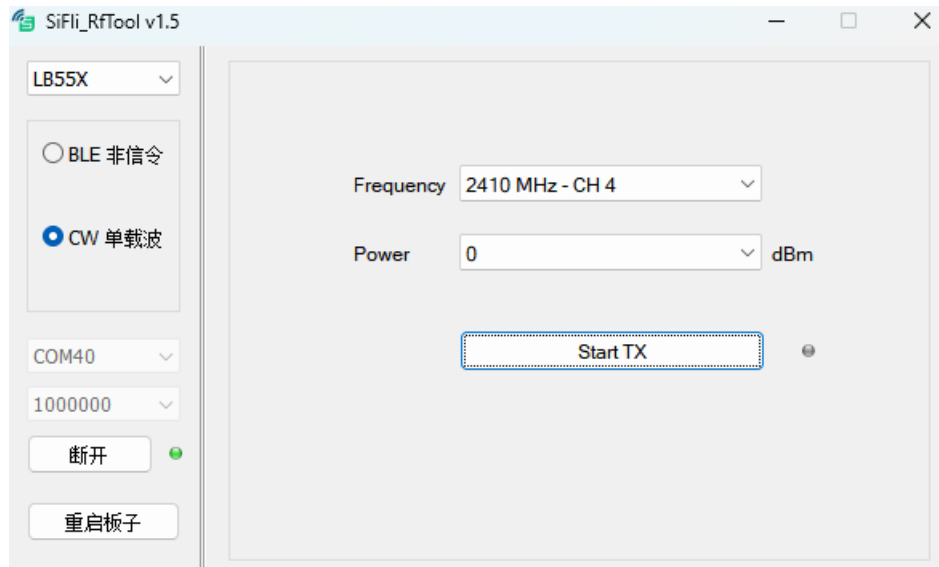 SiFli_RfTool v1.5
LB55X
BLE 非信令
CW 单载波
COM40
1000000
断开
重启板子
Frequency 2410 MHz - CH 4
Power 0 dBm
Start TX